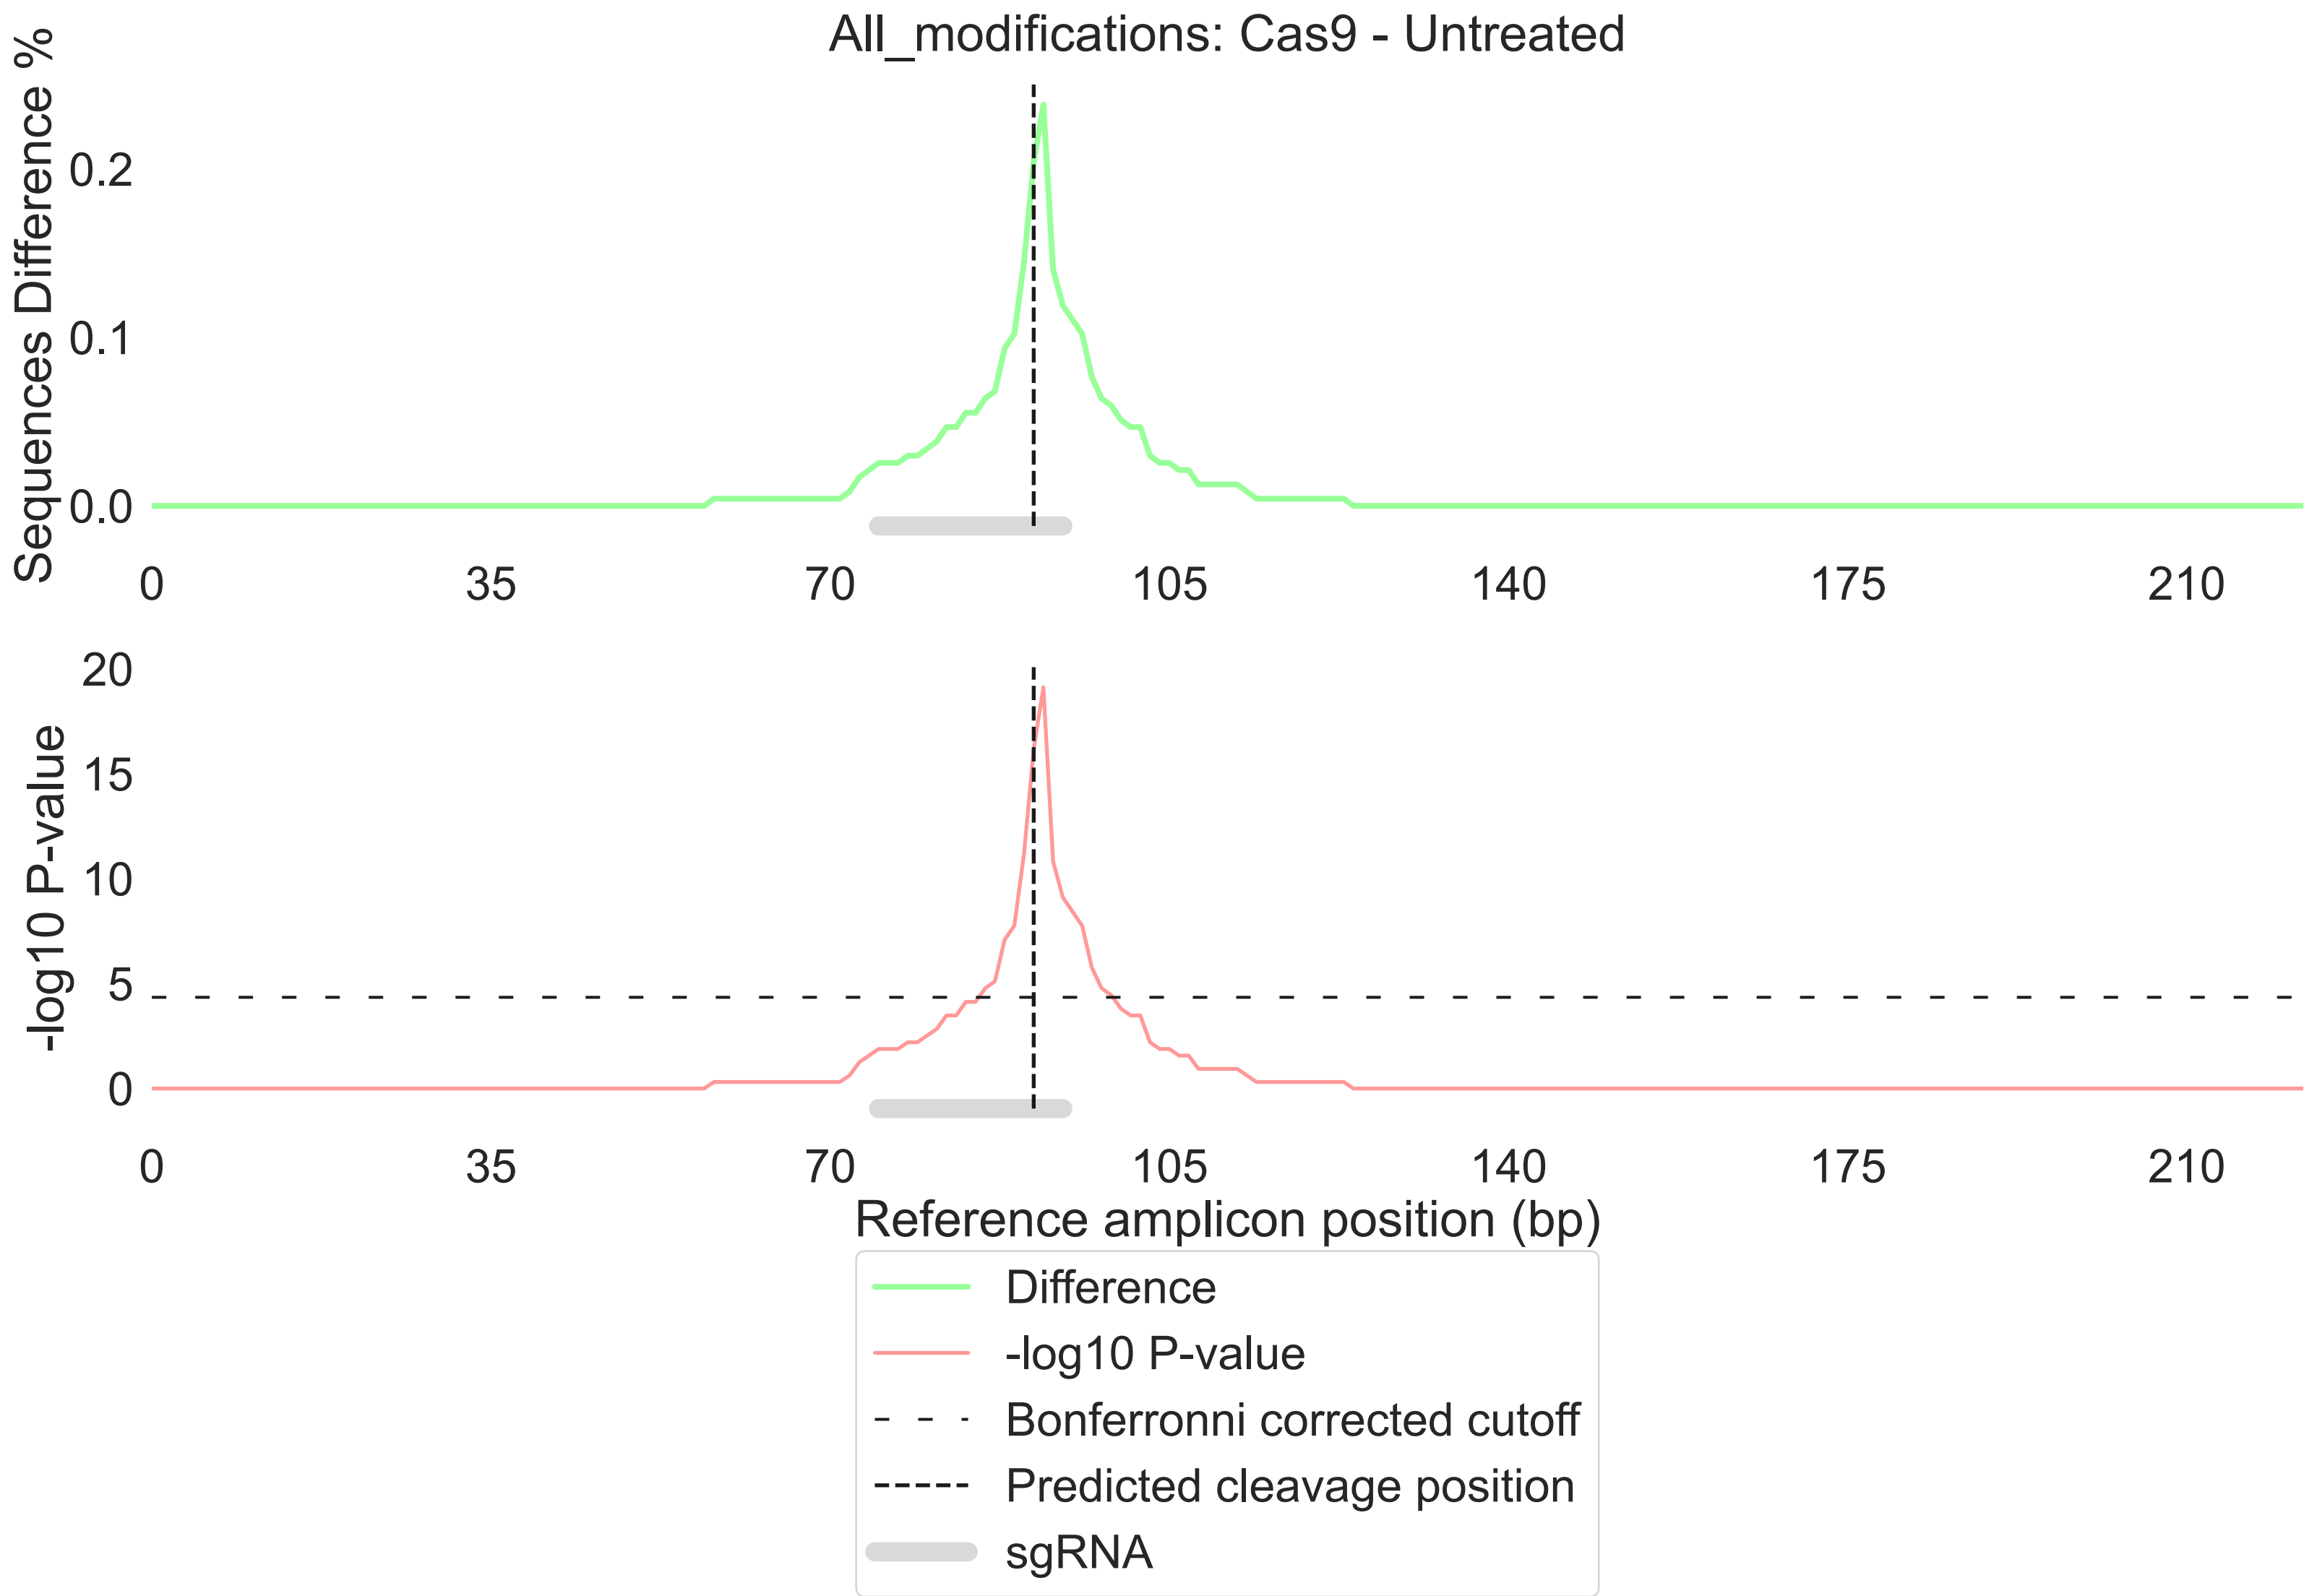 All_modifications: Cas9 - Untreated
Sequences Difference %
0.2
0.1
0.0
0 35 70 105 140 175 210
-log10 P-value
20
15
10
5
0
0 35 70 105 140 175 210
Reference amplicon position (bp)
Difference
-log10 P-value
Bonferronni corrected cutoff
Predicted cleavage position
sgRNA